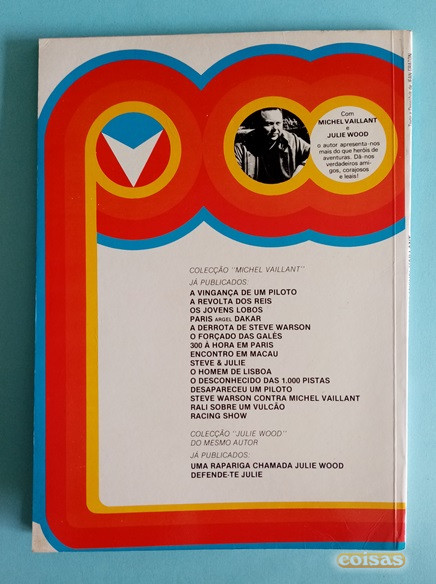 Com
MICHEL VAILLANT
e
JULIE WOOD
o autor apresenta-nos
mais do que heróis de
aventuras. Dá-nos
verdadeiros ami-
gos, corajosos
e leais!
COLECÇÃO "MICHEL VAILLANT"
JÁ PUBLICADOS:
A VINGANÇA DE UM PILOTO
A REVOLTA DOS REIS
OS JOVENS LOBOS
PARIS ARGEL DAKAR
A DERROTA DE STEVE WARSON
O FORÇADO DAS GALÉS
300 À HORA EM PARIS
ENCONTRO EM MACAU
STEVE & JULIE
O HOMEM DE LISBOA
O DESCONHECIDO DAS 1.000 PISTAS
DESAPARECEU UM PILOTO
STEVE WARSON CONTRA MICHEL VAILLANT
RALI SOBRE UM VULCÃO
RACING SHOW
COLECÇÃO "JULIE WOOD"
DO MESMO AUTOR
JÁ PUBLICADOS:
UMA RAPARIGA CHAMADA JULIE WOOD
DEFENDE-TE JULIE
coisas